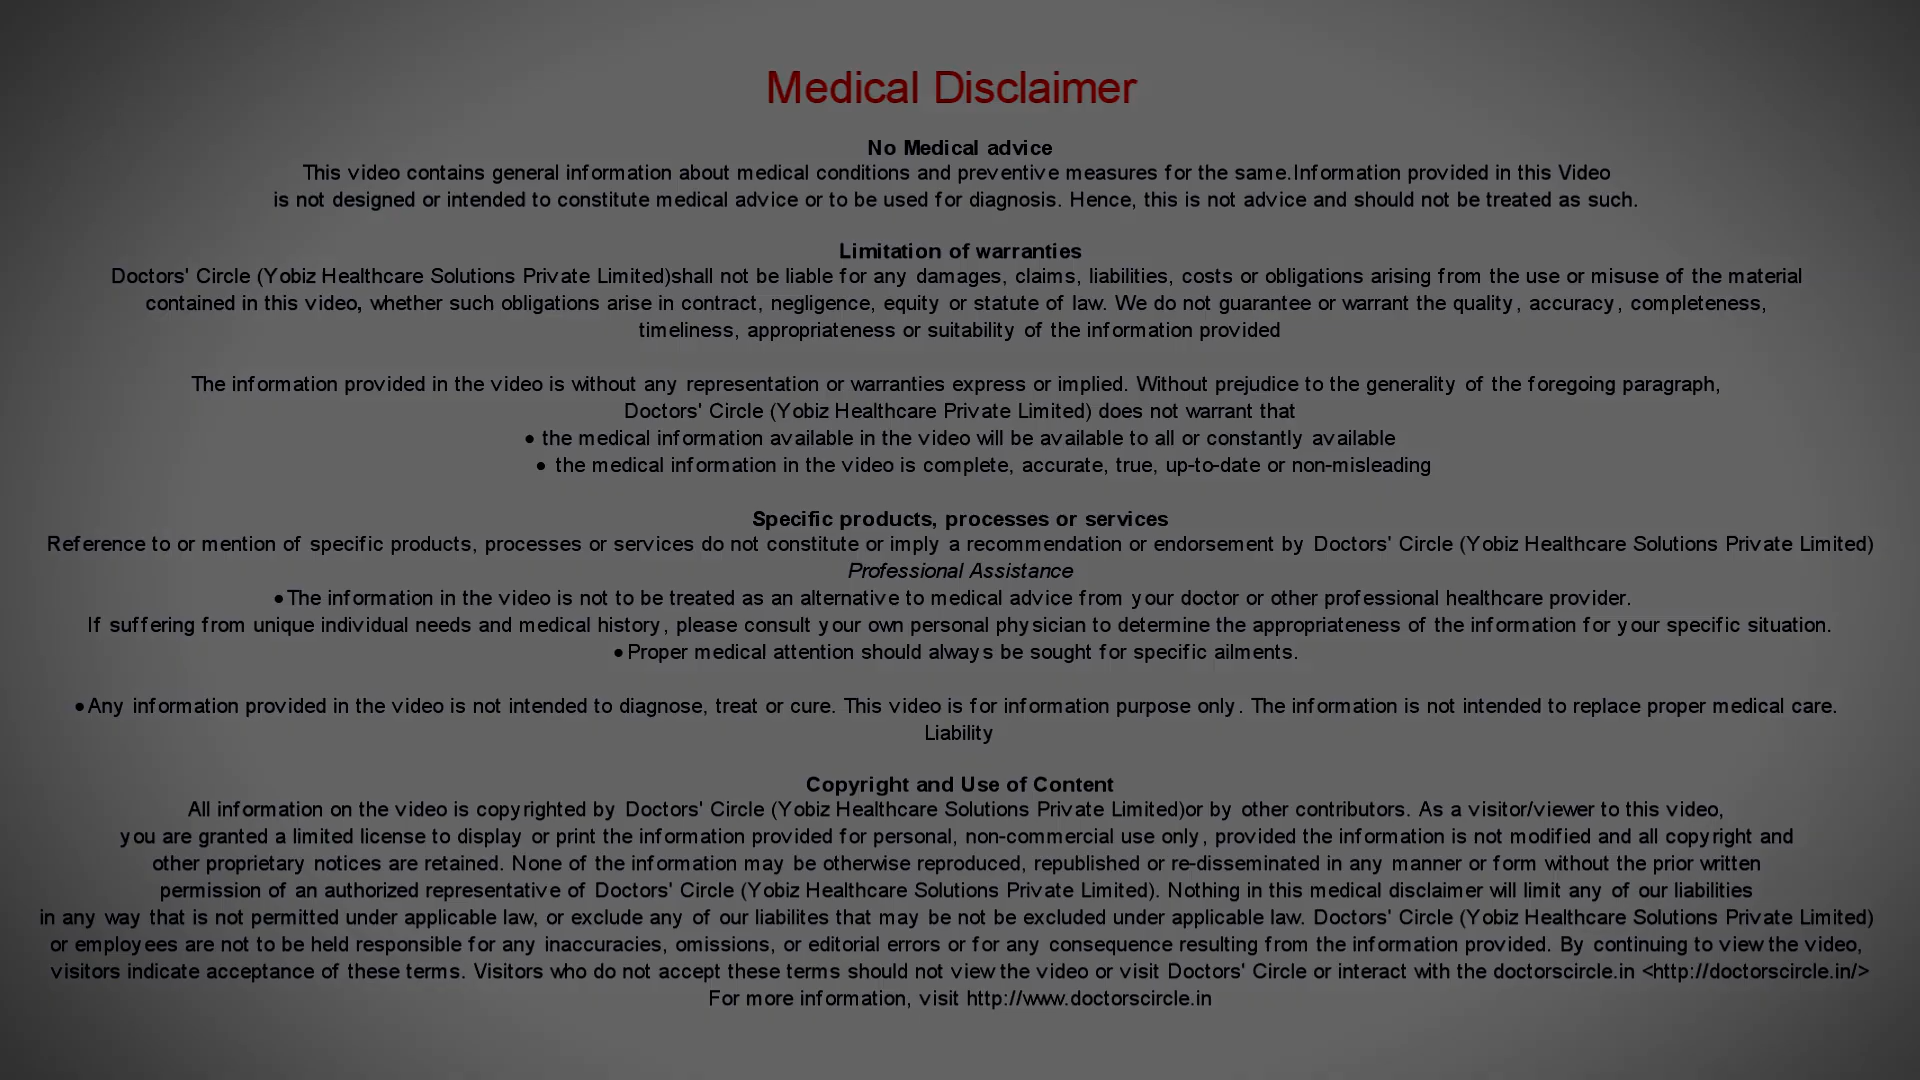 Medical Disclaimer
No Medical advice
This video contains general information about medical conditions and preventive measures for the same.Information provided in this Video
is not designed or intended to constitute medical advice or to be used for diagnosis. Hence, this is not advice and should not be treated as such.
Limitation of warranties
Doctors' Circle (Yobiz Healthcare Solutions Private Limited)shall not be liable for any damages, claims, liabilities, costs or obligations arising from the use or misuse of the material
contained in this video, whether such obligations arise in contract, negligence, equity or statute of law. We do not guarantee or warrant the quality, accuracy, completeness,
timeliness, appropriateness or suitability of the information provided
The information provided in the video is without any representation or warranties express or implied. Without prejudice to the generality of the foregoing paragraph,
Doctors' Circle (Yobiz Healthcare Private Limited) does not warrant that
• the medical information available in the video will be available to all or constantly available
• the medical information in the video is complete, accurate, true, up-to-date or non-misleading
Specific products, processes or services
Reference to or mention of specific products, processes or services do not constitute or imply a recommendation or endorsement by Doctors' Circle (Yobiz Healthcare Solutions Private Limited)
Professional Assistance
•The information in the video is not to be treated as an alternative to medical advice from your doctor or other professional healthcare provider.
If suffering from unique individual needs and medical history, please consult your own personal physician to determine the appropriateness of the information for your specific situation.
•Proper medical attention should always be sought for specific ailments.
•Any information provided in the video is not intended to diagnose, treat or cure. This video is for information purpose only. The information is not intended to replace proper medical care.
Liability
Copyright and Use of Content
All information on the video is copyrighted by Doctors' Circle (Yobiz Healthcare Solutions Private Limited)or by other contributors. As a visitor/viewer to this video,
you are granted a limited license to display or print the information provided for personal, non-commercial use only, provided the information is not modified and all copyright and
other proprietary notices are retained. None of the information may be otherwise reproduced, republished or re-disseminated in any manner or form without the prior written
permission of an authorized representative of Doctors' Circle (Yobiz Healthcare Solutions Private Limited). Nothing in this medical disclaimer will limit any of our liabilities
in any way that is not permitted under applicable law, or exclude any of our liabilites that may be not be excluded under applicable law. Doctors' Circle (Yobiz Healthcare Solutions Private Limited)
or employees are not to be held responsible for any inaccuracies, omissions, or editorial errors or for any consequence resulting from the information provided. By continuing to view the video,
visitors indicate acceptance of these terms. Visitors who do not accept these terms should not view the video or visit Doctors' Circle or interact with the doctorscircle.in <http://doctorscircle.in/>
For more information, visit http://www.doctorscircle.in